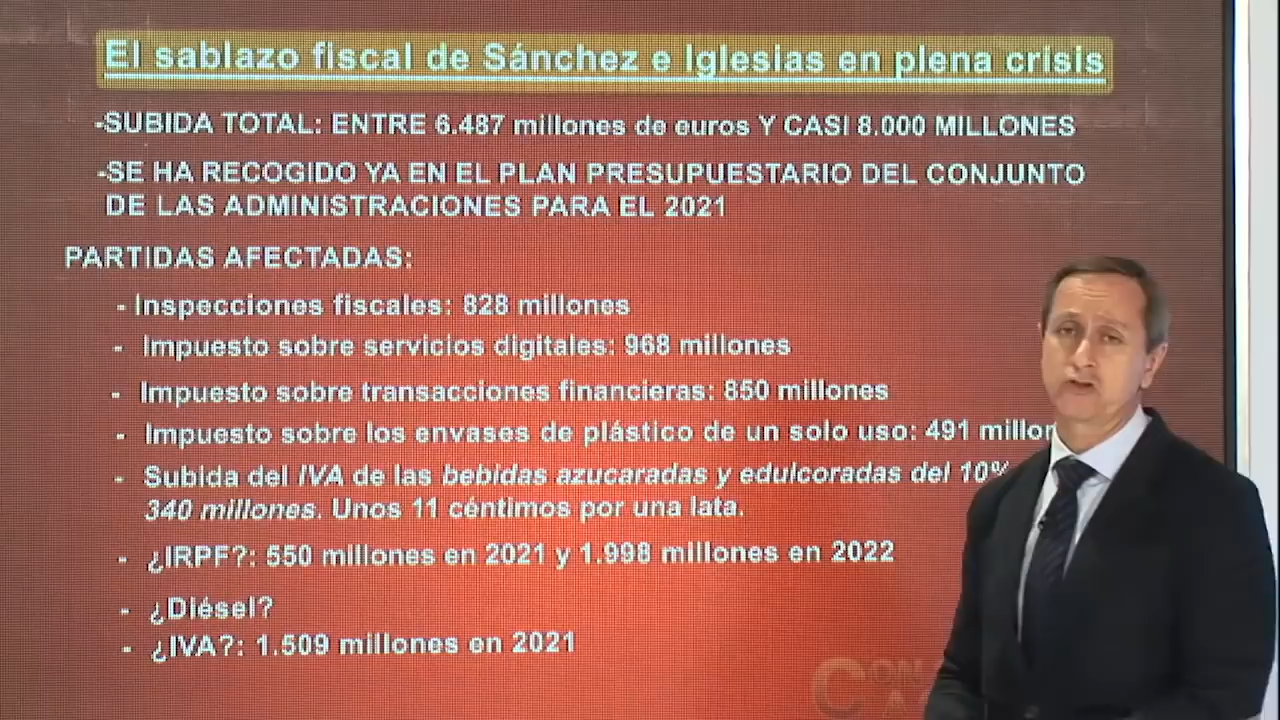 El sablazo fiscal de Sánchez e Iglesias en plena crisis
-SUBIDA TOTAL: ENTRE 6.487 millones de euros Y CASI 8.000 MILLONES
-SE HA RECOGIDO YA EN EL PLAN PRESUPUESTARIO DEL CONJUNTO
DE LAS ADMINISTRACIONES PARA EL 2021
PARTIDAS AFECTADAS:
- Inspecciones fiscales: 828 millones
- Impuesto sobre servicios digitales: 968 millones
- Impuesto sobre transacciones financieras: 850 millones
- Impuesto sobre los envases de plástico de un solo uso: 491 millon
- Subida del IVA de las bebidas azucaradas y edulcoradas del 10%
340 millones. Unos 11 céntimos por una lata.
- ¿IRPF?: 550 millones en 2021 y 1.998 millones en 2022
- ¿Diésel?
- ¿IVA?: 1.509 millones en 2021